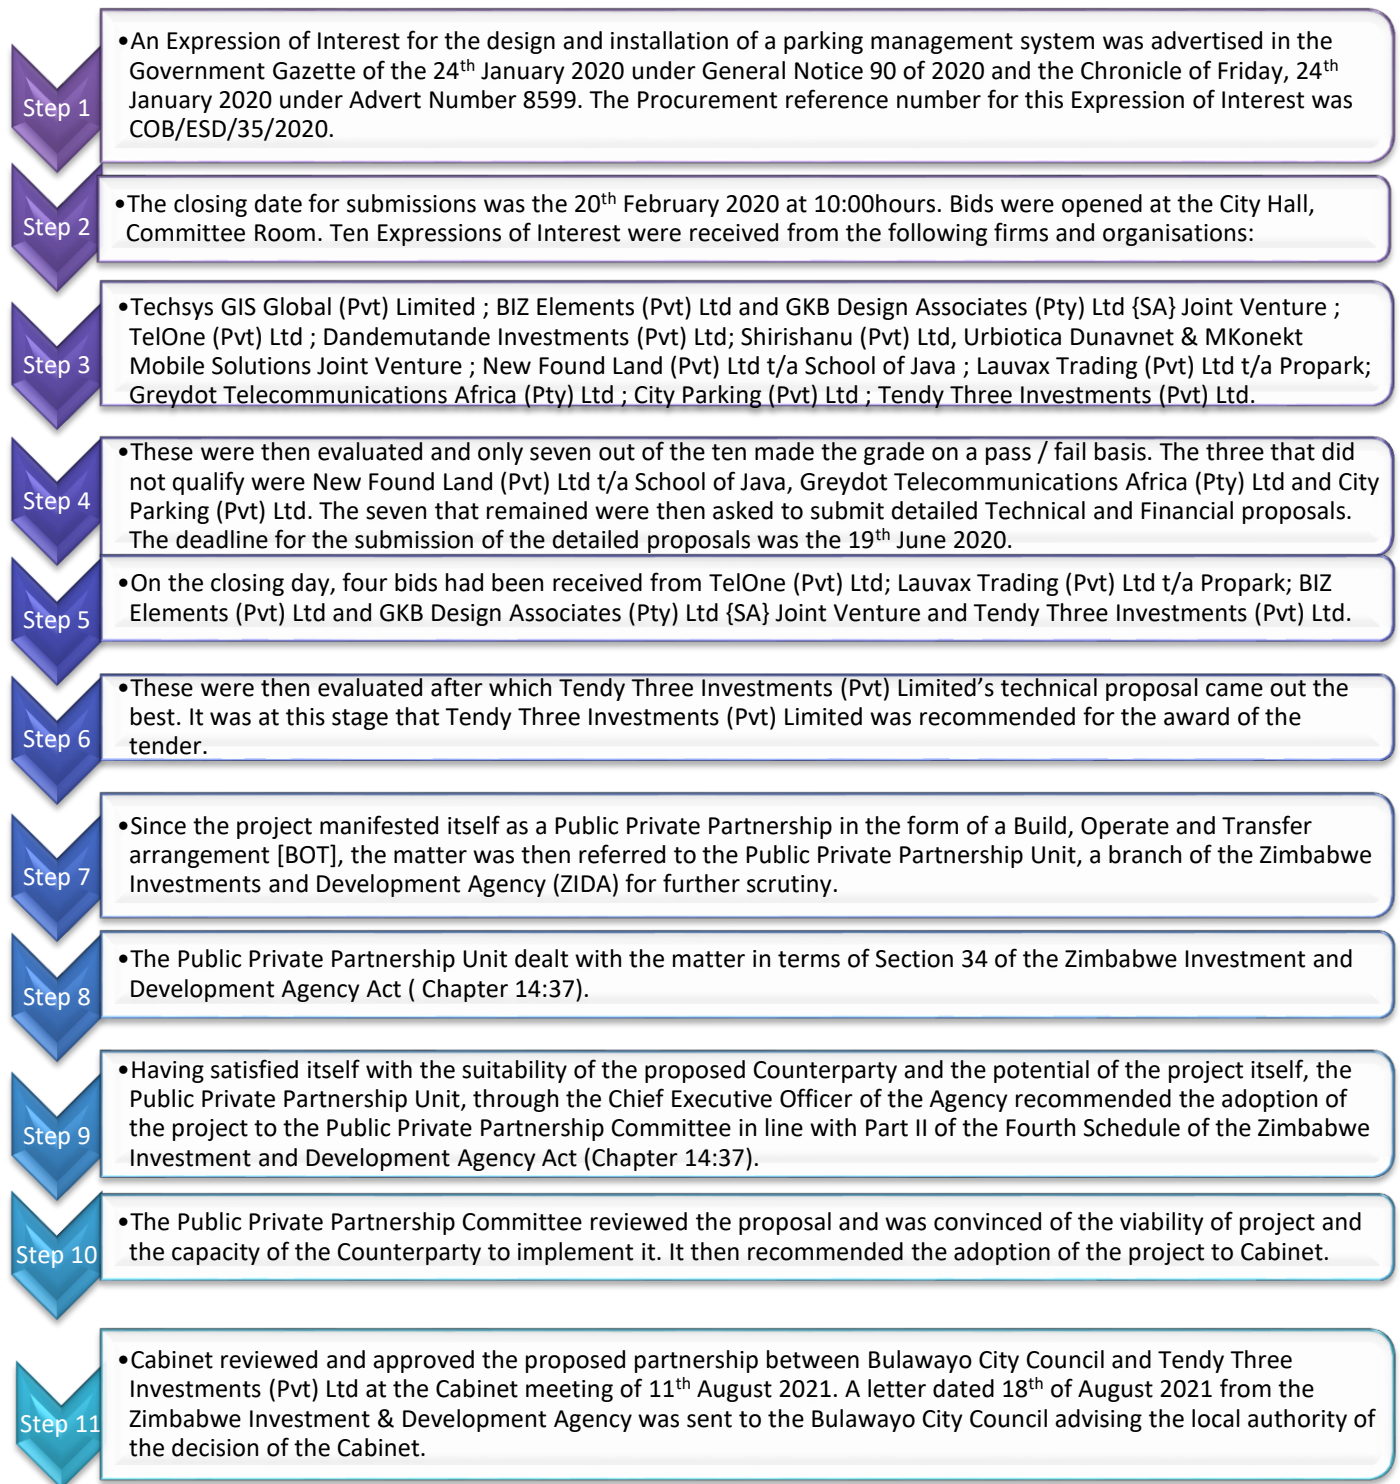 Step 1
•An Expression of Interest for the design and installation of a parking management system was advertised in the
Government Gazette of the 24th January 2020 under General Notice 90 of 2020 and the Chronicle of Friday, 24th
January 2020 under Advert Number 8599. The Procurement reference number for this Expression of Interest was
COB/ESD/35/2020.
Step 2
•The closing date for submissions was the 20th February 2020 at 10:00hours. Bids were opened at the City Hall,
Committee Room. Ten Expressions of Interest were received from the following firms and organisations:
Step 3
•Techsys GIS Global (Pvt) Limited ; BIZ Elements (Pvt) Ltd and GKB Design Associates (Pty) Ltd {SA} Joint Venture ;
TelOne (Pvt) Ltd ; Dandemutande Investments (Pvt) Ltd; Shirishanu (Pvt) Ltd, Urbiotica Dunavnet & MKonekt
Mobile Solutions Joint Venture ; New Found Land (Pvt) Ltd t/a School of Java ; Lauvax Trading (Pvt) Ltd t/a Propark;
Greydot Telecommunications Africa (Pty) Ltd ; City Parking (Pvt) Ltd ; Tendy Three Investments (Pvt) Ltd.
Step 4
•These were then evaluated and only seven out of the ten made the grade on a pass / fail basis. The three that did
not qualify were New Found Land (Pvt) Ltd t/a School of Java, Greydot Telecommunications Africa (Pty) Ltd and City
Parking (Pvt) Ltd. The seven that remained were then asked to submit detailed Technical and Financial proposals.
The deadline for the submission of the detailed proposals was the 19th June 2020.
Step 5
•On the closing day, four bids had been received from TelOne (Pvt) Ltd; Lauvax Trading (Pvt) Ltd t/a Propark; BIZ
Elements (Pvt) Ltd and GKB Design Associates (Pty) Ltd {SA} Joint Venture and Tendy Three Investments (Pvt) Ltd.
Step 6
•These were then evaluated after which Tendy Three Investments (Pvt) Limited’s technical proposal came out the
best. It was at this stage that Tendy Three Investments (Pvt) Limited was recommended for the award of the
tender.
Step 7
•Since the project manifested itself as a Public Private Partnership in the form of a Build, Operate and Transfer
arrangement [BOT], the matter was then referred to the Public Private Partnership Unit, a branch of the Zimbabwe
Investments and Development Agency (ZIDA) for further scrutiny.
Step 8
•The Public Private Partnership Unit dealt with the matter in terms of Section 34 of the Zimbabwe Investment and
Development Agency Act ( Chapter 14:37).
Step 9
•Having satisfied itself with the suitability of the proposed Counterparty and the potential of the project itself, the
Public Private Partnership Unit, through the Chief Executive Officer of the Agency recommended the adoption of
the project to the Public Private Partnership Committee in line with Part II of the Fourth Schedule of the Zimbabwe
Investment and Development Agency Act (Chapter 14:37).
Step 10
•The Public Private Partnership Committee reviewed the proposal and was convinced of the viability of project and
the capacity of the Counterparty to implement it. It then recommended the adoption of the project to Cabinet.
Step 11
•Cabinet reviewed and approved the proposed partnership between Bulawayo City Council and Tendy Three
Investments (Pvt) Ltd at the Cabinet meeting of 11th August 2021. A letter dated 18th of August 2021 from the
Zimbabwe Investment & Development Agency was sent to the Bulawayo City Council advising the local authority of
the decision of the Cabinet.